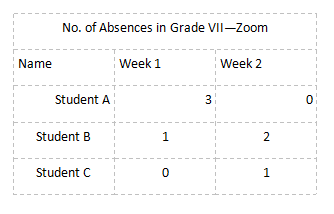 No. of Absences in Grade VII—Zoom
Name Week 1 Week 2
Student A 3 0
Student B 1 2
Student C 0 1